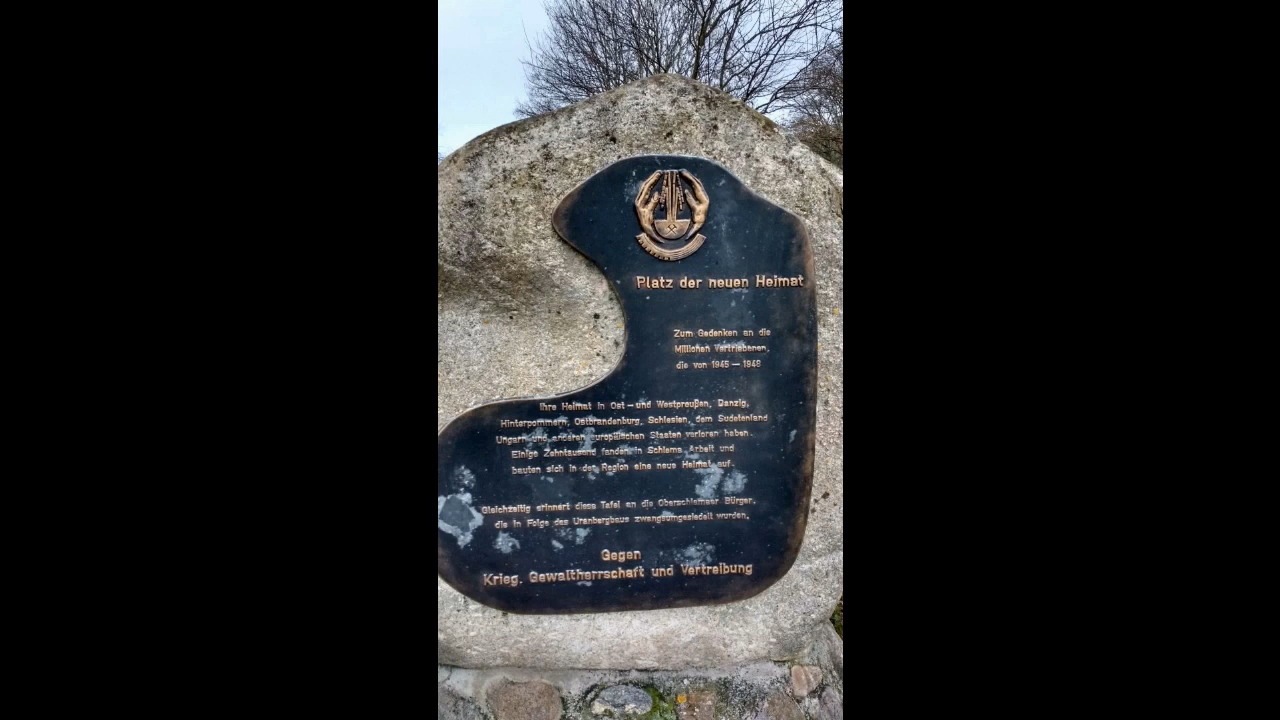 Platz der neuen Heimat
Zum Gedenken an die
Millionen Vertriebenen,
die von 1945 — 1948
ihre Heimat in Ost - und Westpreußen, Danzig,
Hinterpommern, Ostbrandenburg, Schlesien, dem Sudetenland
Ungarn und anderen europäischen Staaten verloren haben.
Einige Zehntausend fanden in Schlema Arbeit und
bauten sich in der Region eine neue Heimat auf.
Gleichzeitig erinnert diese Tafel an die Oberschlemaer Bürger,
die in Folge des Uranbergbaus zwangsumgesiedelt wurden.
Gegen
Krieg, Gewaltherrschaft und Vertreibung